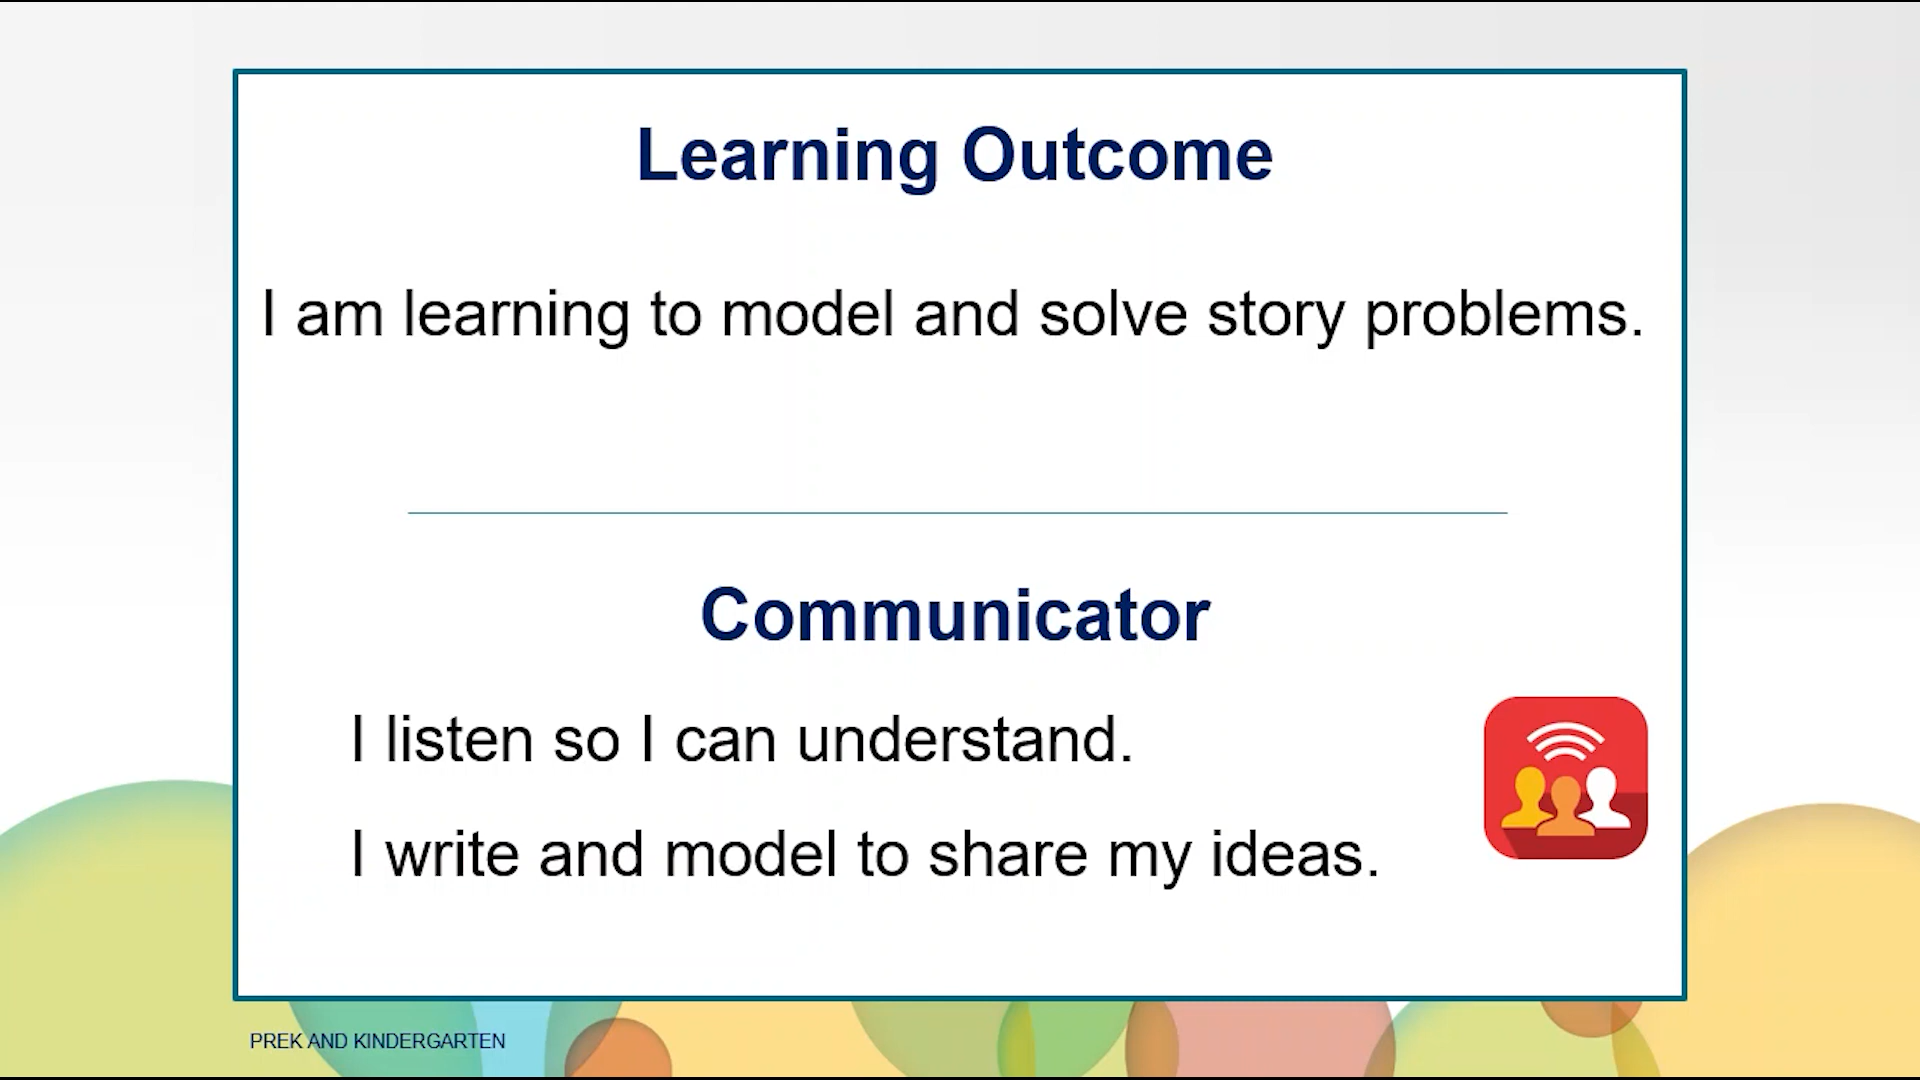 Learning Outcome
I am learning to model and solve story problems.
Communicator
I listen so I can understand.
I write and model to share my ideas.
PREK AND KINDERGARTEN